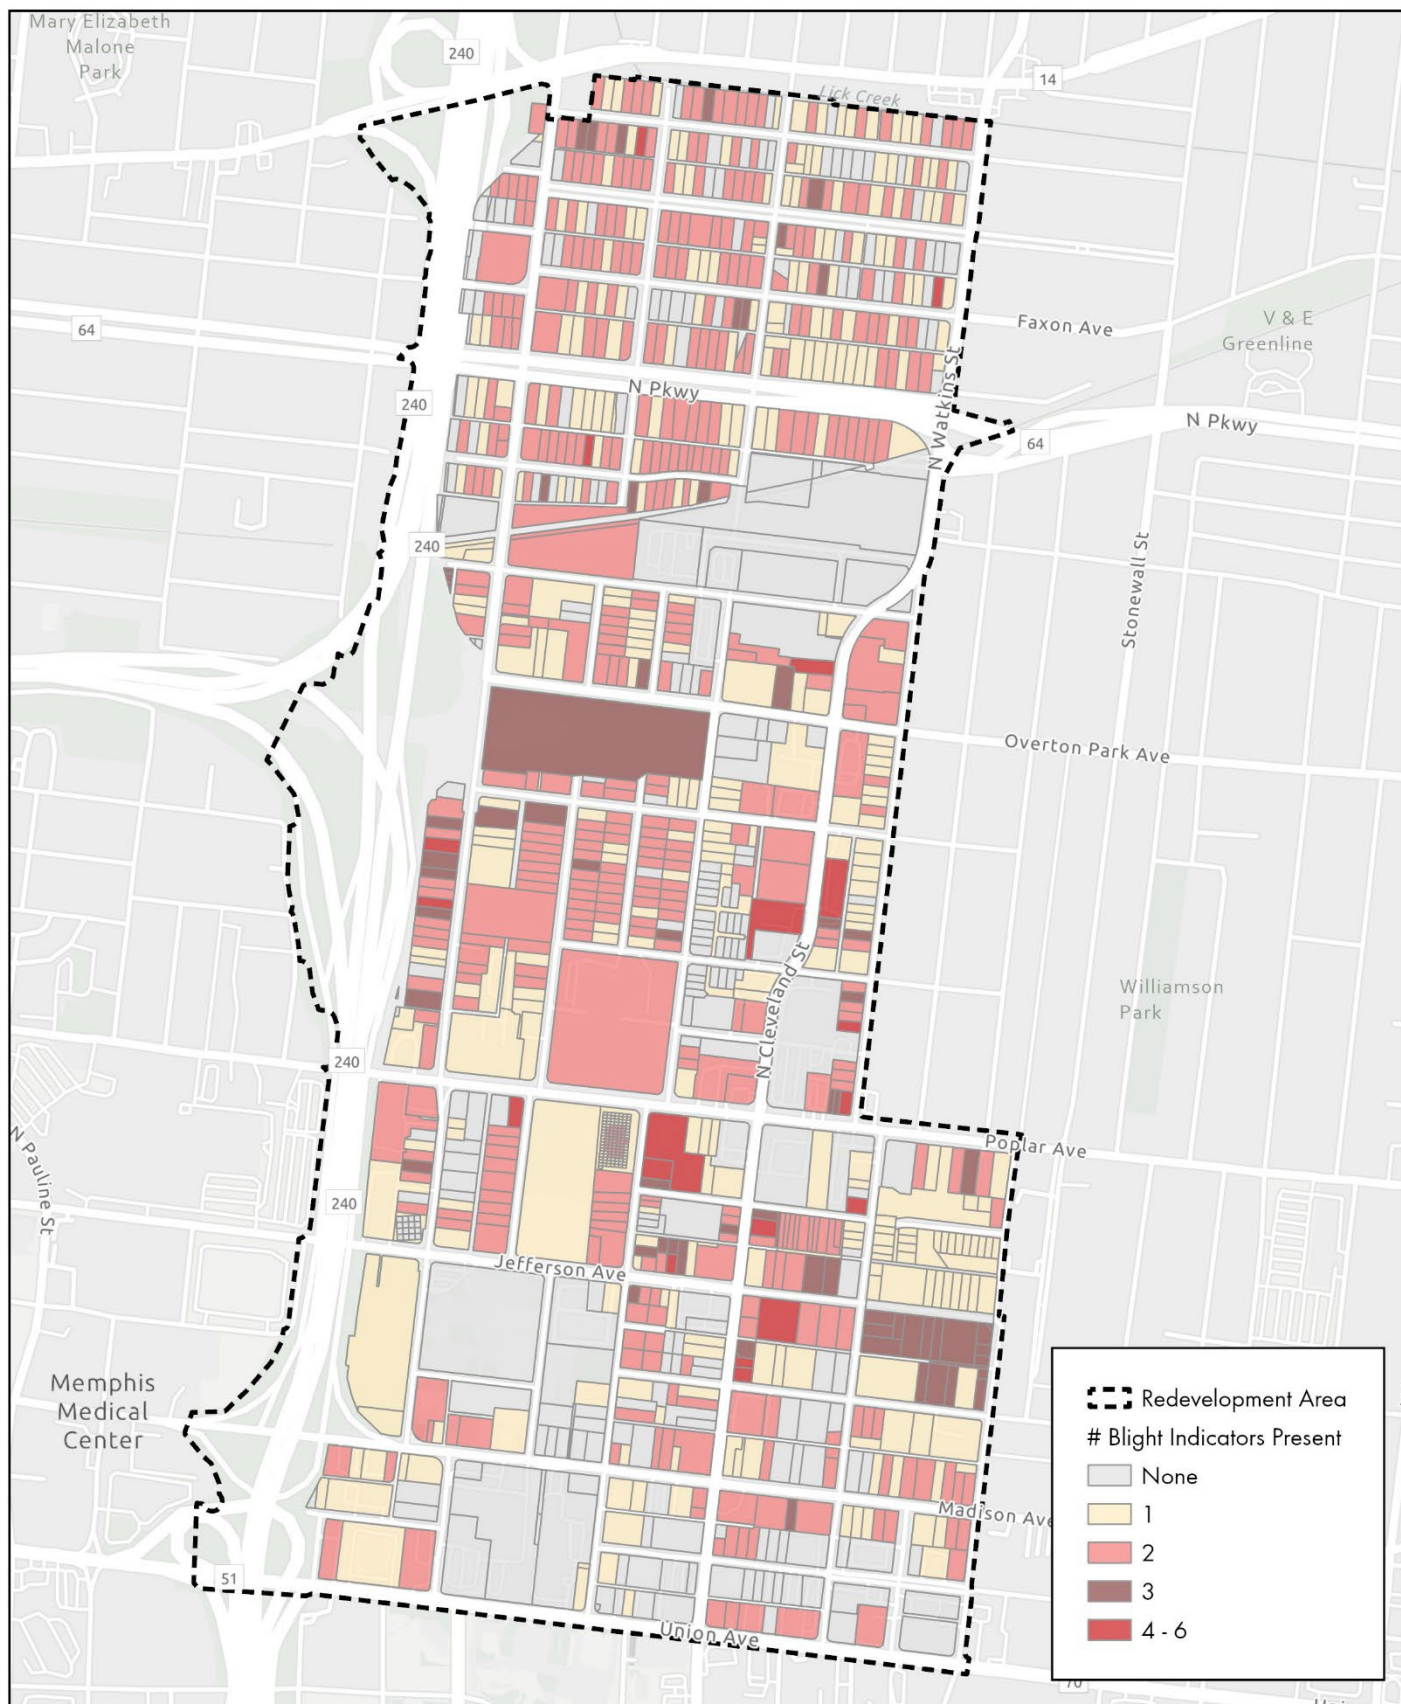 Mary Elizabeth
Malone
Park
240
240
14
Lick Creek
64
Faxon Ave
V & E
Greenline
N Pkwy
240
N Watkins St
N Pkwy
64
240
Stonewall St
Overton Park Ave
N Cleveland St
Williamson
Park
240
N Pauline St
Poplar Ave
240
Jefferson Ave
Memphis
Medical
Center
Madison Ave
51
Union Ave
70
Redevelopment Area
# Blight Indicators Present
None
1
2
3
4 - 6